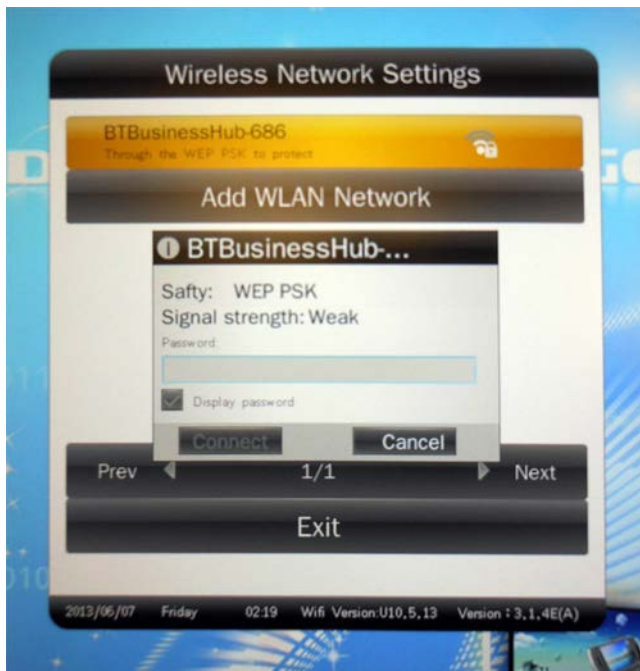 Wireless Network Settings
BTBusinessHub-686
Through the WEP PSK to protect
Add WLAN Network
BTBusinessHub-...
Safty: WEP PSK
Signal strength: Weak
Password:
Display password
Connect Cancel
Prev 1/1 Next
Exit
2013/06/07 Friday 02:19 Wifi Version:U10,5,13 Version:3,1,4E(A)